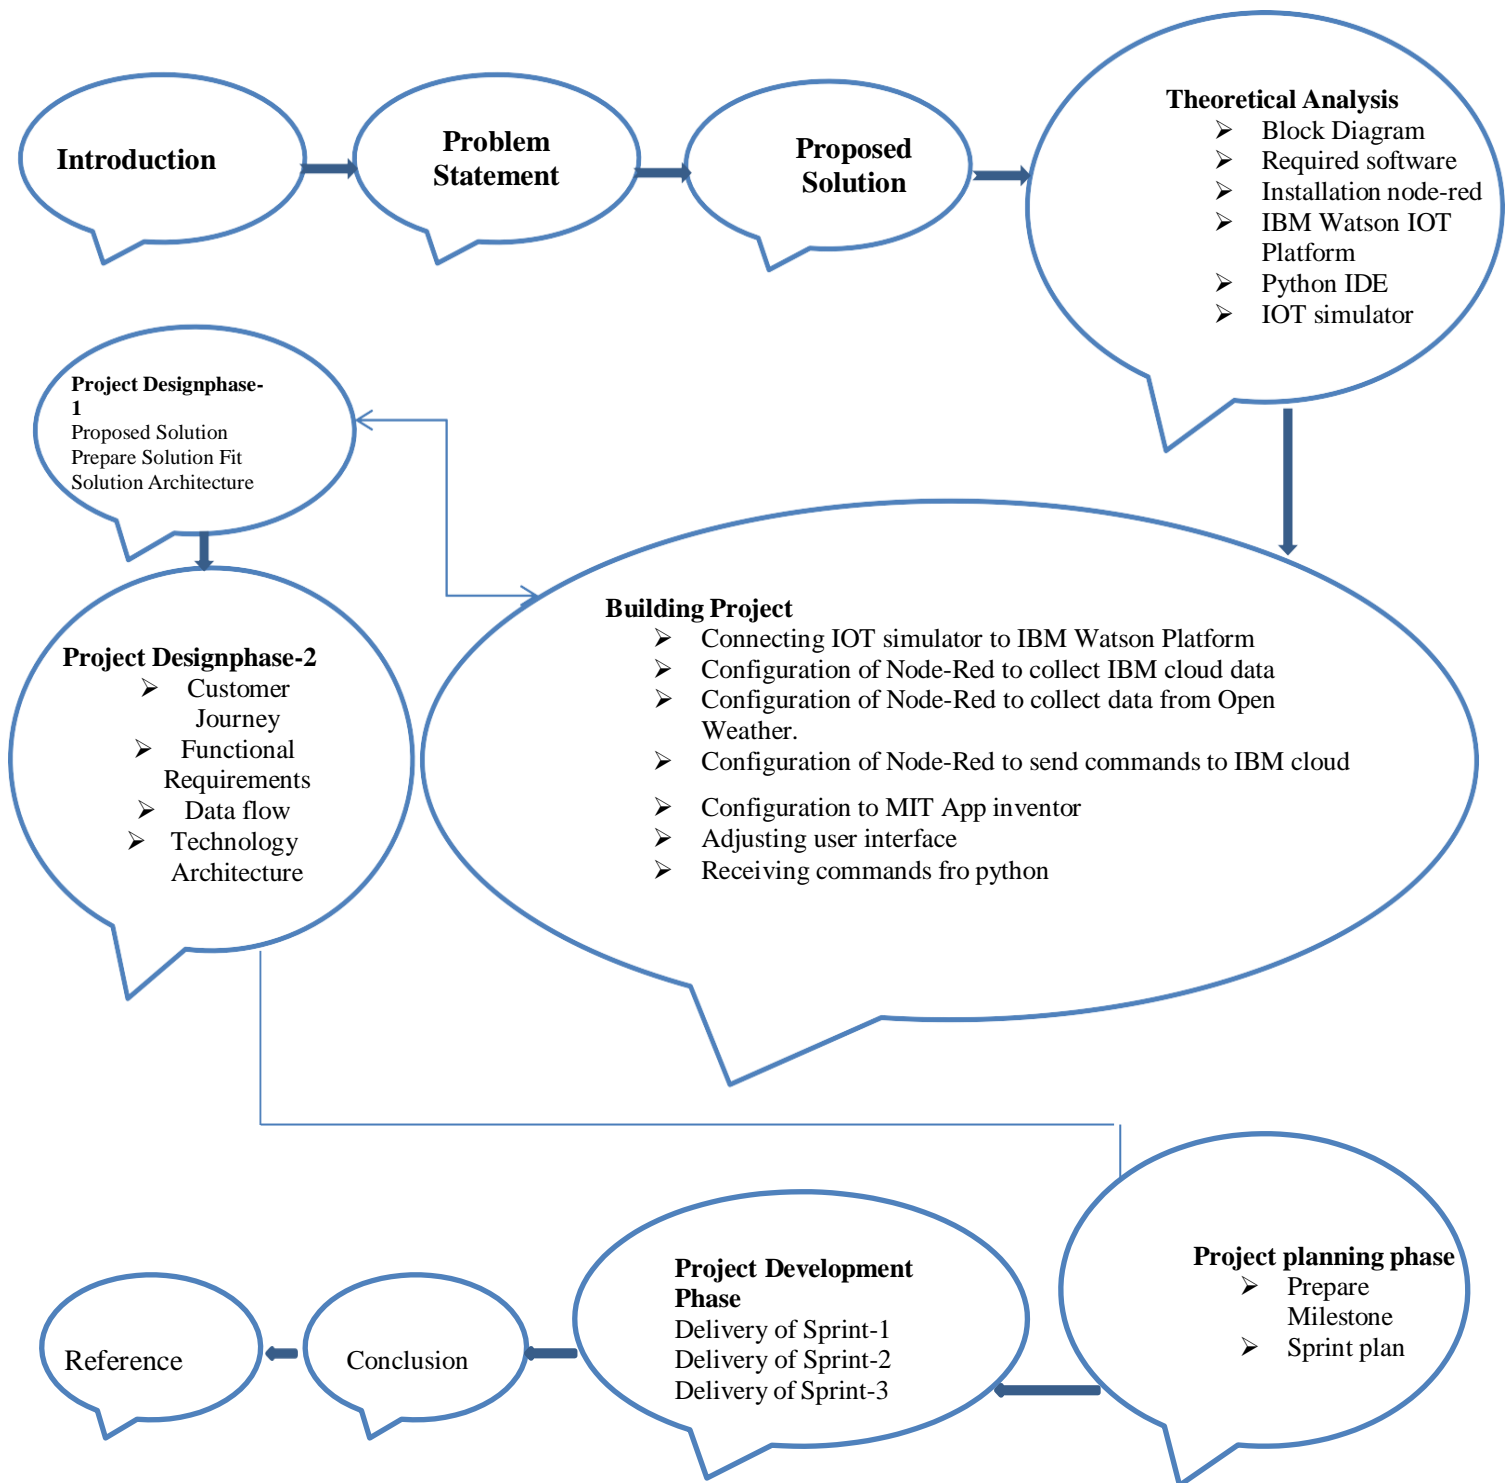 Introduction
Problem
Statement
Proposed
Solution
Theoretical Analysis
➢ Block Diagram
➢ Required software
➢ Installation node-red
➢ IBM Watson IOT
Platform
➢ Python IDE
➢ IOT simulator
Project Designphase-
1
Proposed Solution
Prepare Solution Fit
Solution Architecture
Building Project
➢ Connecting IOT simulator to IBM Watson Platform
➢ Configuration of Node-Red to collect IBM cloud data
➢ Configuration of Node-Red to collect data from Open
Weather.
➢ Configuration of Node-Red to send commands to IBM cloud
➢ Configuration to MIT App inventor
➢ Adjusting user interface
➢ Receiving commands fro python
Project Designphase-2
➢ Customer
Journey
➢ Functional
Requirements
➢ Data flow
➢ Technology
Architecture
Project planning phase
➢ Prepare
Milestone
➢ Sprint plan
Project Development
Phase
Delivery of Sprint-1
Delivery of Sprint-2
Delivery of Sprint-3
Conclusion
Reference